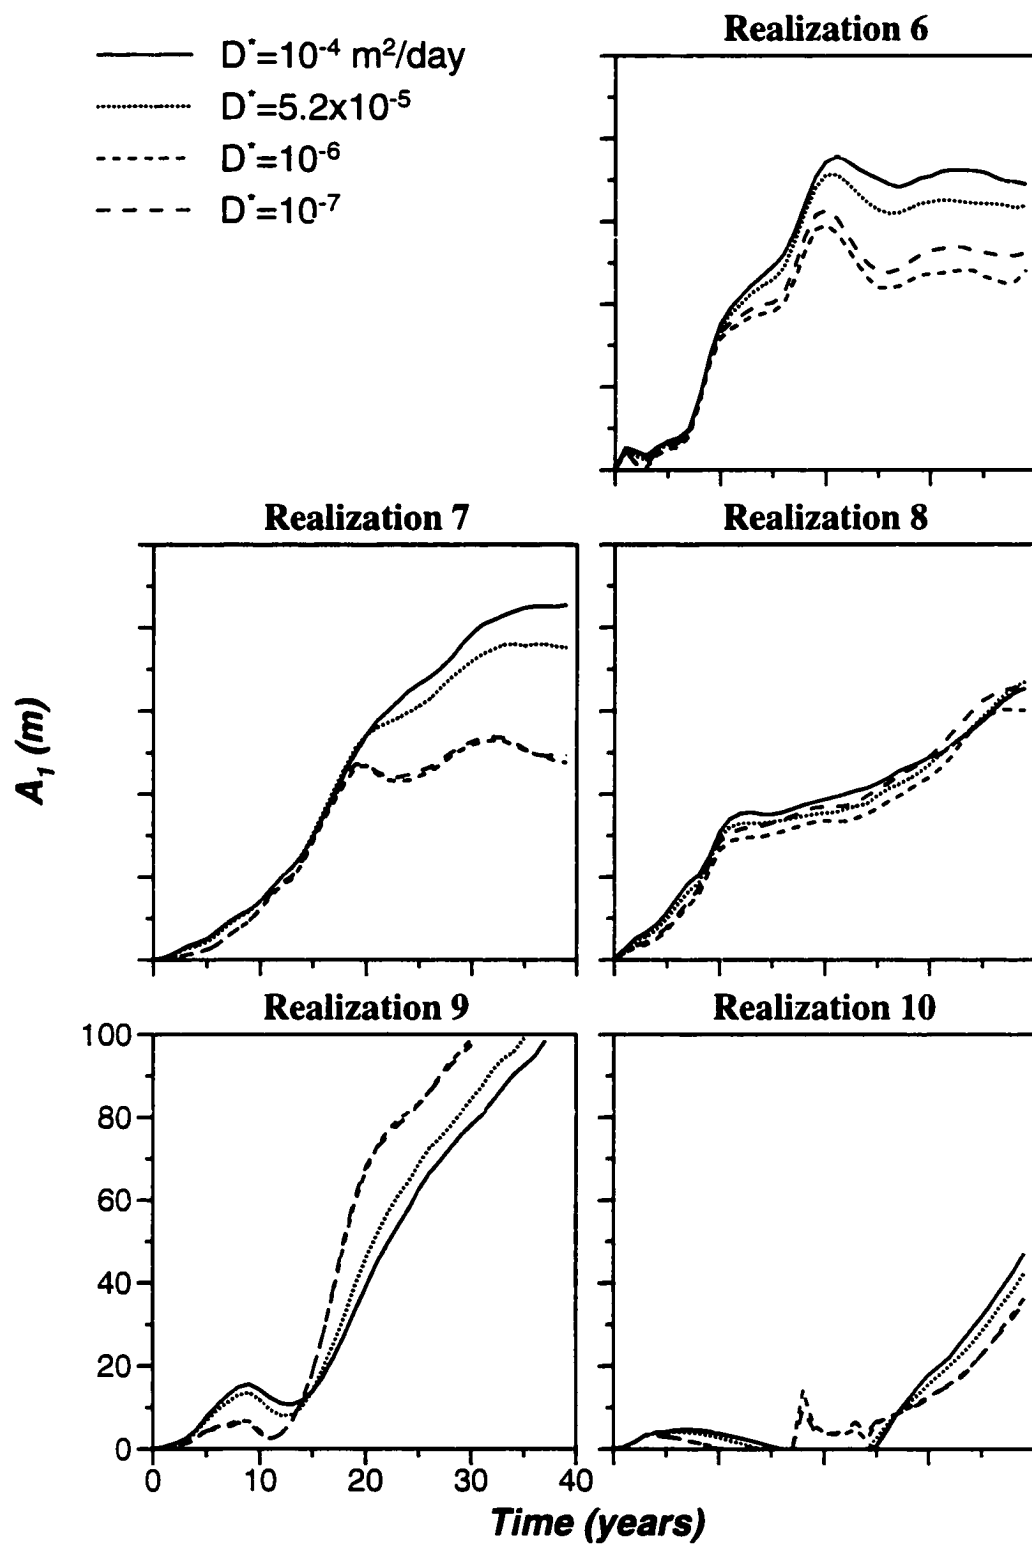 Realization 6
D*=10-4 m2/day
D*=5.2x10-5
D*=10-6
D*=10-7
Realization 7
Realization 8
A1 (m)
Realization 9
Realization 10
100
80
60
40
20
0
0 10 20 30 40
Time (years)